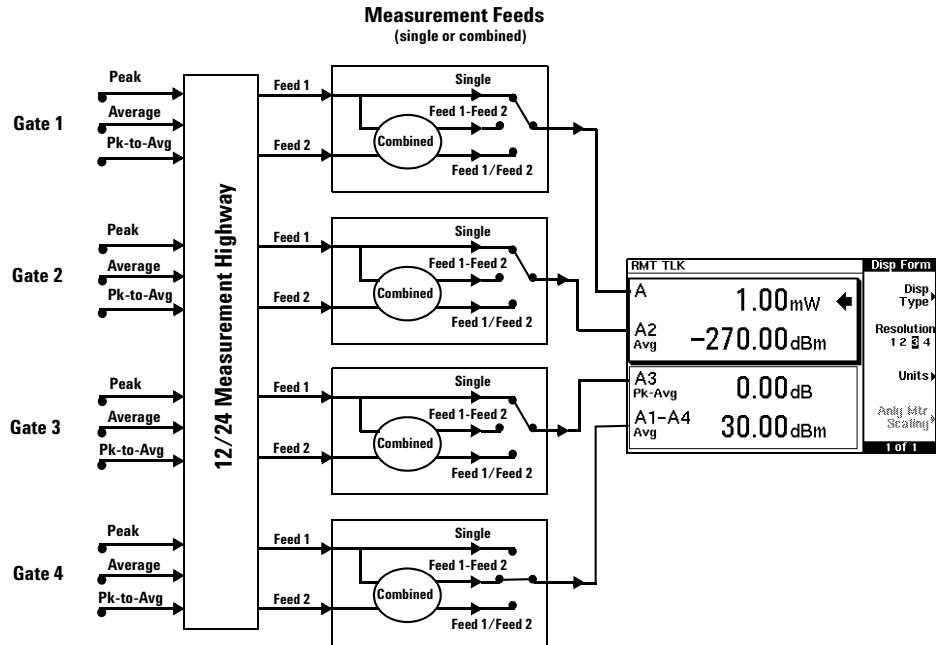 Measurement Feeds
(single or combined)
Gate 1
Peak
Average
Pk-to-Avg
Gate 2
Peak
Average
Pk-to-Avg
Gate 3
Peak
Average
Pk-to-Avg
Gate 4
Peak
Average
Pk-to-Avg
12/24 Measurement Highway
Feed 1
Feed 2
Single
Feed 1-Feed 2
Combined
Feed 1/Feed 2
Feed 1
Feed 2
Single
Feed 1-Feed 2
Combined
Feed 1/Feed 2
Feed 1
Feed 2
Single
Feed 1-Feed 2
Combined
Feed 1/Feed 2
Feed 1
Feed 2
Single
Feed 1-Feed 2
Combined
Feed 1/Feed 2
RMT TLK
A 1.00mW
A2 Avg -270.00dBm
A3 Pk-Avg 0.00dB
A1-A4 Avg 30.00dBm
Disp Form
Disp
Type
Resolution
1 2 3 4
Units
Anlg Mtr
Scaling
1 of 1